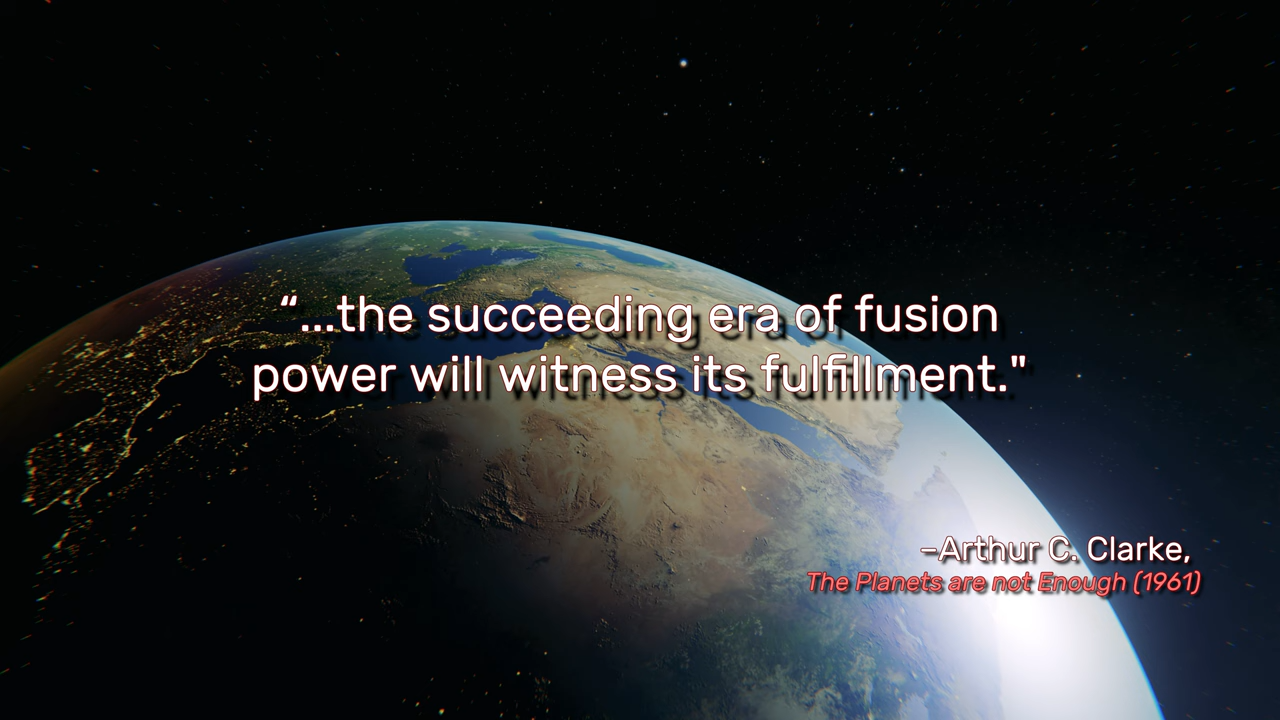 “...the succeeding era of fusion
power will witness its fulfillment."
–Arthur C. Clarke,
The Planets are not Enough (1961)